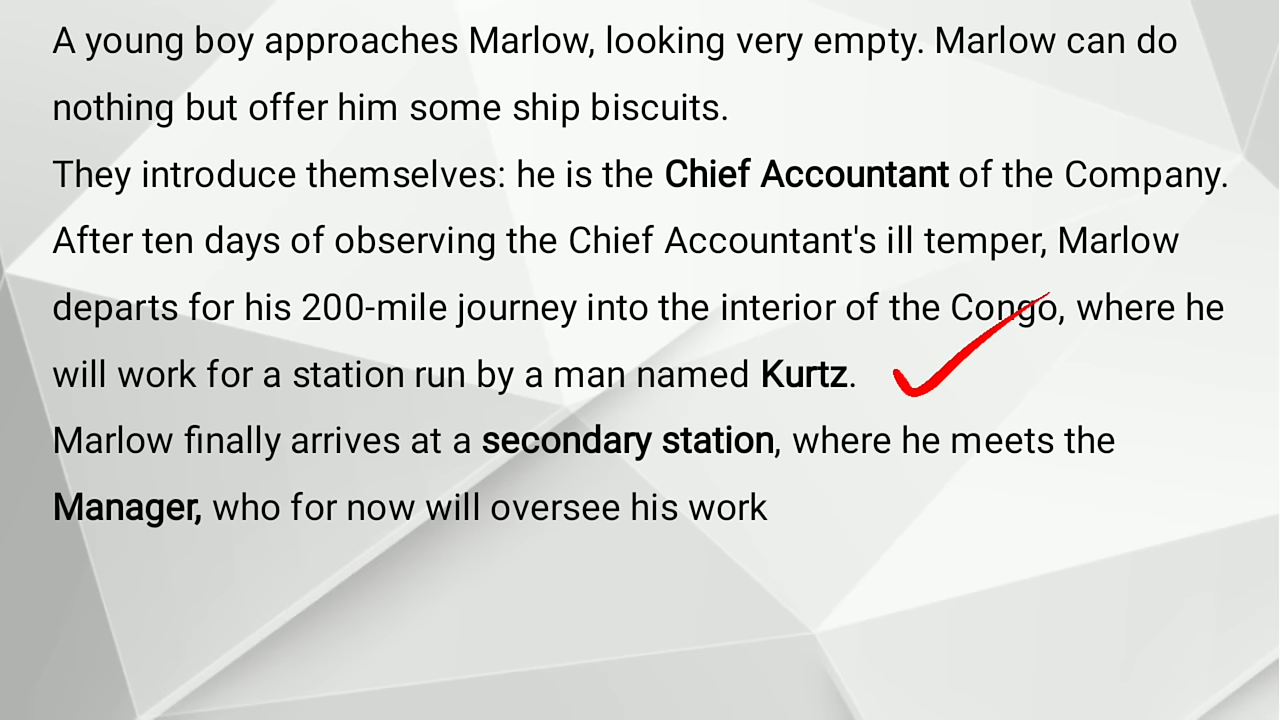 A young boy approaches Marlow, looking very empty. Marlow can do
nothing but offer him some ship biscuits.
They introduce themselves: he is the Chief Accountant of the Company.
After ten days of observing the Chief Accountant's ill temper, Marlow
departs for his 200-mile journey into the interior of the Congo, where he
will work for a station run by a man named Kurtz.
Marlow finally arrives at a secondary station, where he meets the
Manager, who for now will oversee his work